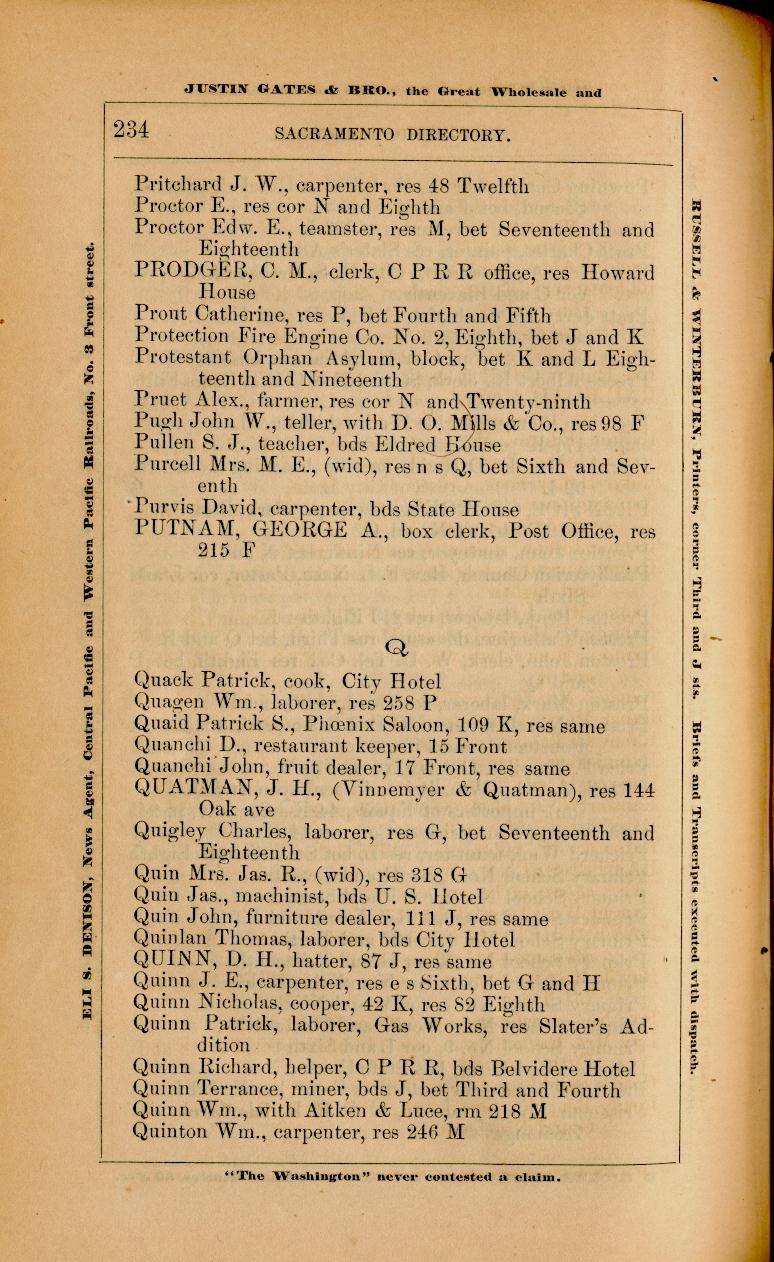 JUSTIN GATES & BRO., the Great Wholesale and
234
SACRAMENTO DIRECTORY.
Pritchard J. W., carpenter, res 48 Twelfth
Proctor E., res cor N and Eighth
Proctor Edw. E., teamster, res M, bet Seventeenth and
Eighteenth
PRODGER, C. M., clerk, C P R R office, res Howard
House
Prout Catherine, res P, bet Fourth and Fifth
Protection Fire Engine Co. No. 2, Eighth, bet J and K
Protestant Orphan Asylum, block, bet K and L Eigh-
teenth and Nineteenth
Pruet Alex., farmer, res cor N and Twenty-ninth
Pugh John W., teller, with D. O. Mills & Co., res 98 F
Pullen S. J., teacher, bds Eldred House
Purcell Mrs. M. E., (wid), res n s Q, bet Sixth and Sev-
enth
Purvis David, carpenter, bds State House
PUTNAM, GEORGE A., box clerk, Post Office, res
215 F
Q
Quack Patrick, cook, City Hotel
Quagen Wm., laborer, res 258 P
Quaid Patrick S., Phœnix Saloon, 109 K, res same
Quanchi D., restaurant keeper, 15 Front
Quanchi John, fruit dealer, 17 Front, res same
QUATMAN, J. H., (Vinnemyer & Quatman), res 144
Oak ave
Quigley Charles, laborer, res G, bet Seventeenth and
Eighteenth
Quin Mrs. Jas. R., (wid), res 318 G
Quin Jas., machinist, bds U. S. Hotel
Quin John, furniture dealer, 111 J, res same
Quinlan Thomas, laborer, bds City Hotel
QUINN, D. H., hatter, 87 J, res same
Quinn J. E., carpenter, res e s Sixth, bet G and H
Quinn Nicholas, cooper, 42 K, res 82 Eighth
Quinn Patrick, laborer, Gas Works, res Slater's Ad-
dition
Quinn Richard, helper, C P R R, bds Belvidere Hotel
Quinn Terrance, miner, bds J, bet Third and Fourth
Quinn Wm., with Aitken & Luce, rm 218 M
Quinton Wm., carpenter, res 246 M
"The Washington" never contested a claim.
ELI S. DENISON, News Agent, Central Pacific and Western Pacific Railroads, No. 3 Front street.
RUSSELL & WINTERBURN, Printers, corner Third and J sts. Briefs and Transcripts executed with dispatch.